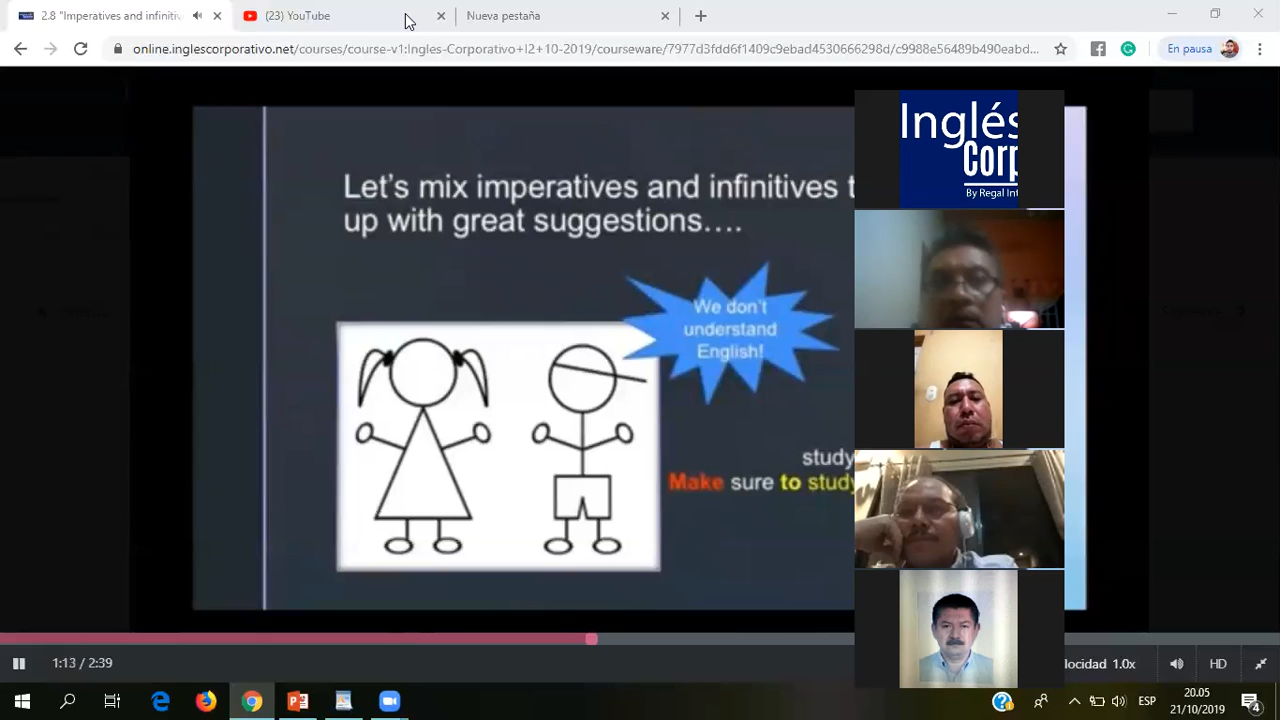 2.8 "Imperatives and infinitiv
(23) YouTube
Nueva pestaña
online.inglescorporativo.net/courses/course-v1:Ingles-Corporativo+I2+10-2019/courseware/7977d3fdd6f1409c9ebad4530666298d/c9988e56489b490eabd...
En pausa
Let's mix imperatives and infinitives t
up with great suggestions....
We don't
understand
English!
study
Make sure to study
Inglés
Corp
By Regal Int
1:13 / 2:39
locidad 1.0x
HD
ESP
20.05
21/10/2019
4